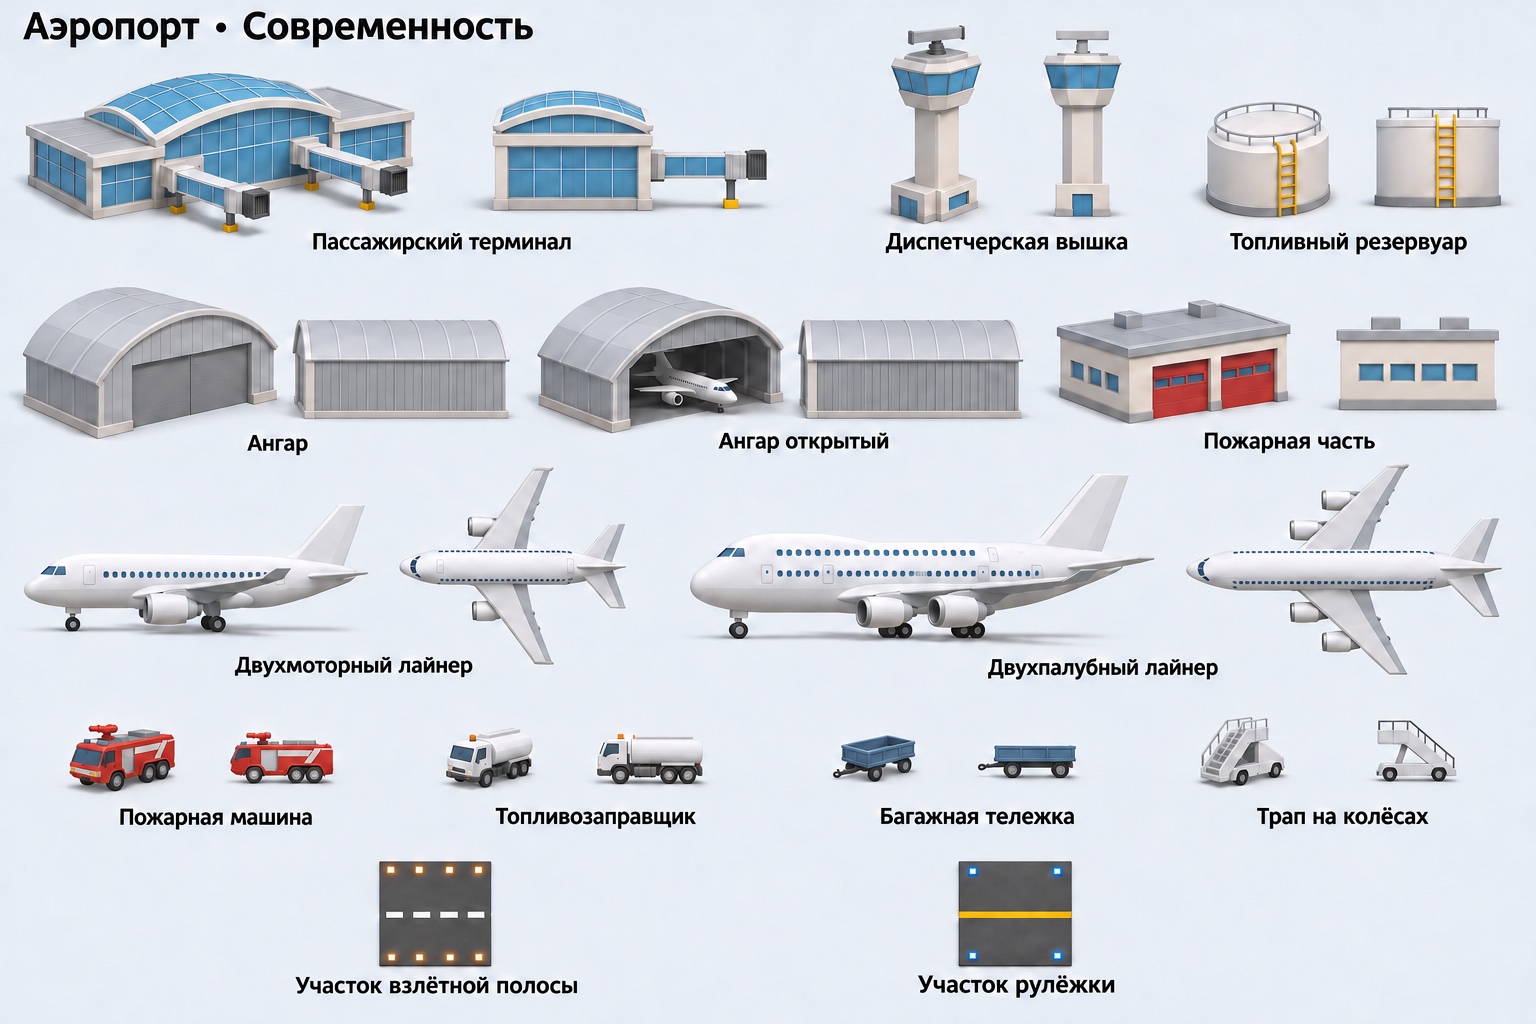 Аэропорт • Современность
Пассажирский терминал
Диспетчерская вышка
Топливный резервуар
Ангар
Ангар открытый
Пожарная часть
Двухмоторный лайнер
Двухпалубный лайнер
Пожарная машина
Топливозаправщик
Багажная тележка
Трап на колёсах
Участок взлётной полосы
Участок рулёжки